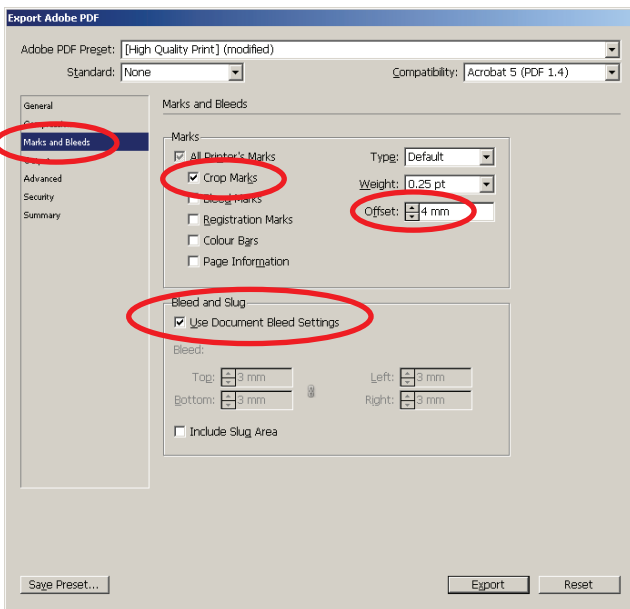 Export Adobe PDF
Adobe PDF Preset: [High Quality Print] (modified)
Standard: None Compatibility: Acrobat 5 (PDF 1.4)
General
Marks and Bleeds
Advanced
Security
Summary
Marks and Bleeds
Marks
All Printer's Marks Type: Default
Crop Marks Weight: 0.25 pt
Bleed Marks Offset: 4 mm
Registration Marks
Colour Bars
Page Information
Bleed and Slug
Use Document Bleed Settings
Bleed:
Top: 3 mm Left: 3 mm
Bottom: 3 mm Right: 3 mm
Include Slug Area
Save Preset... Export Reset